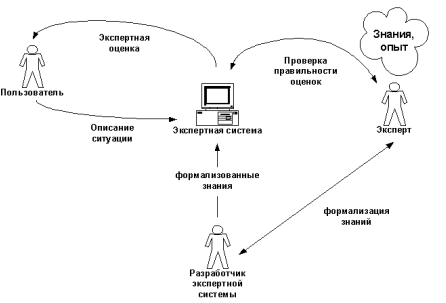 Экспертная
оценка
Знания,
опыт
Проверка
правильности
оценок
Пользователь
Описание
ситуации
Экспертная система
Эксперт
формализованные
знания
формализация
знаний
Разработчик
экспертной
системы